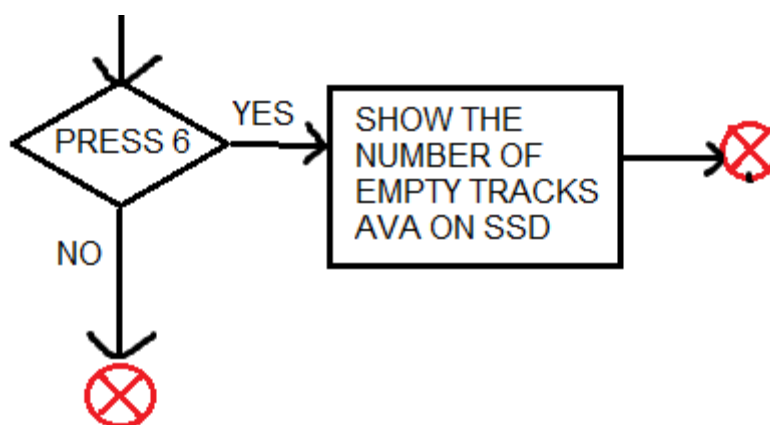 PRESS 6
YES
SHOW THE
NUMBER OF
EMPTY TRACKS
AVA ON SSD
NO